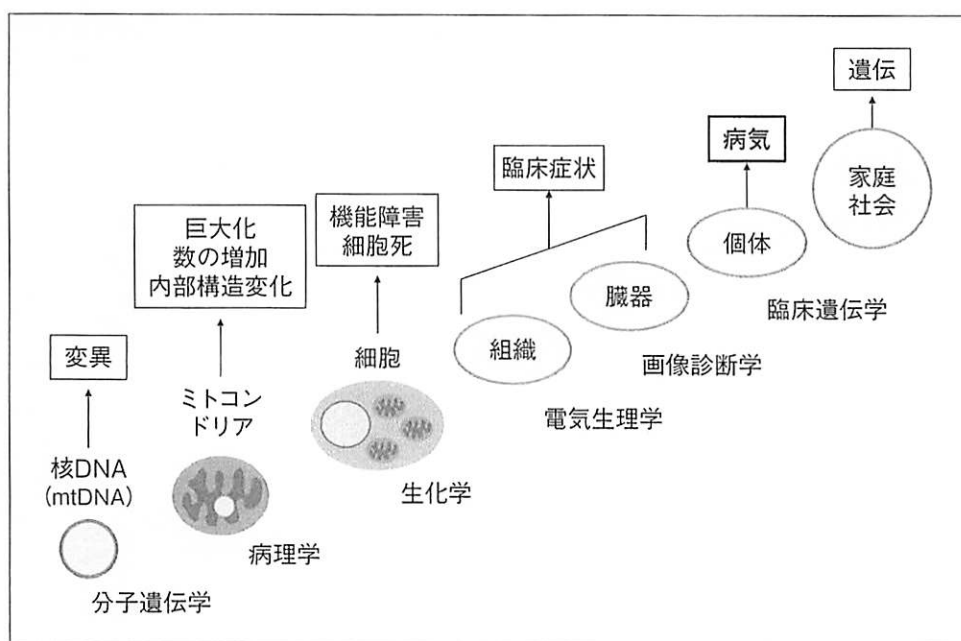 変異
核DNA
(mtDNA)
分子遺伝学
巨大化
数の増加
内部構造変化
ミトコン
ドリア
病理学
機能障害
細胞死
細胞
生化学
臨床症状
組織
電気生理学
臓器
画像診断学
病気
個体
臨床遺伝学
遺伝
家庭
社会